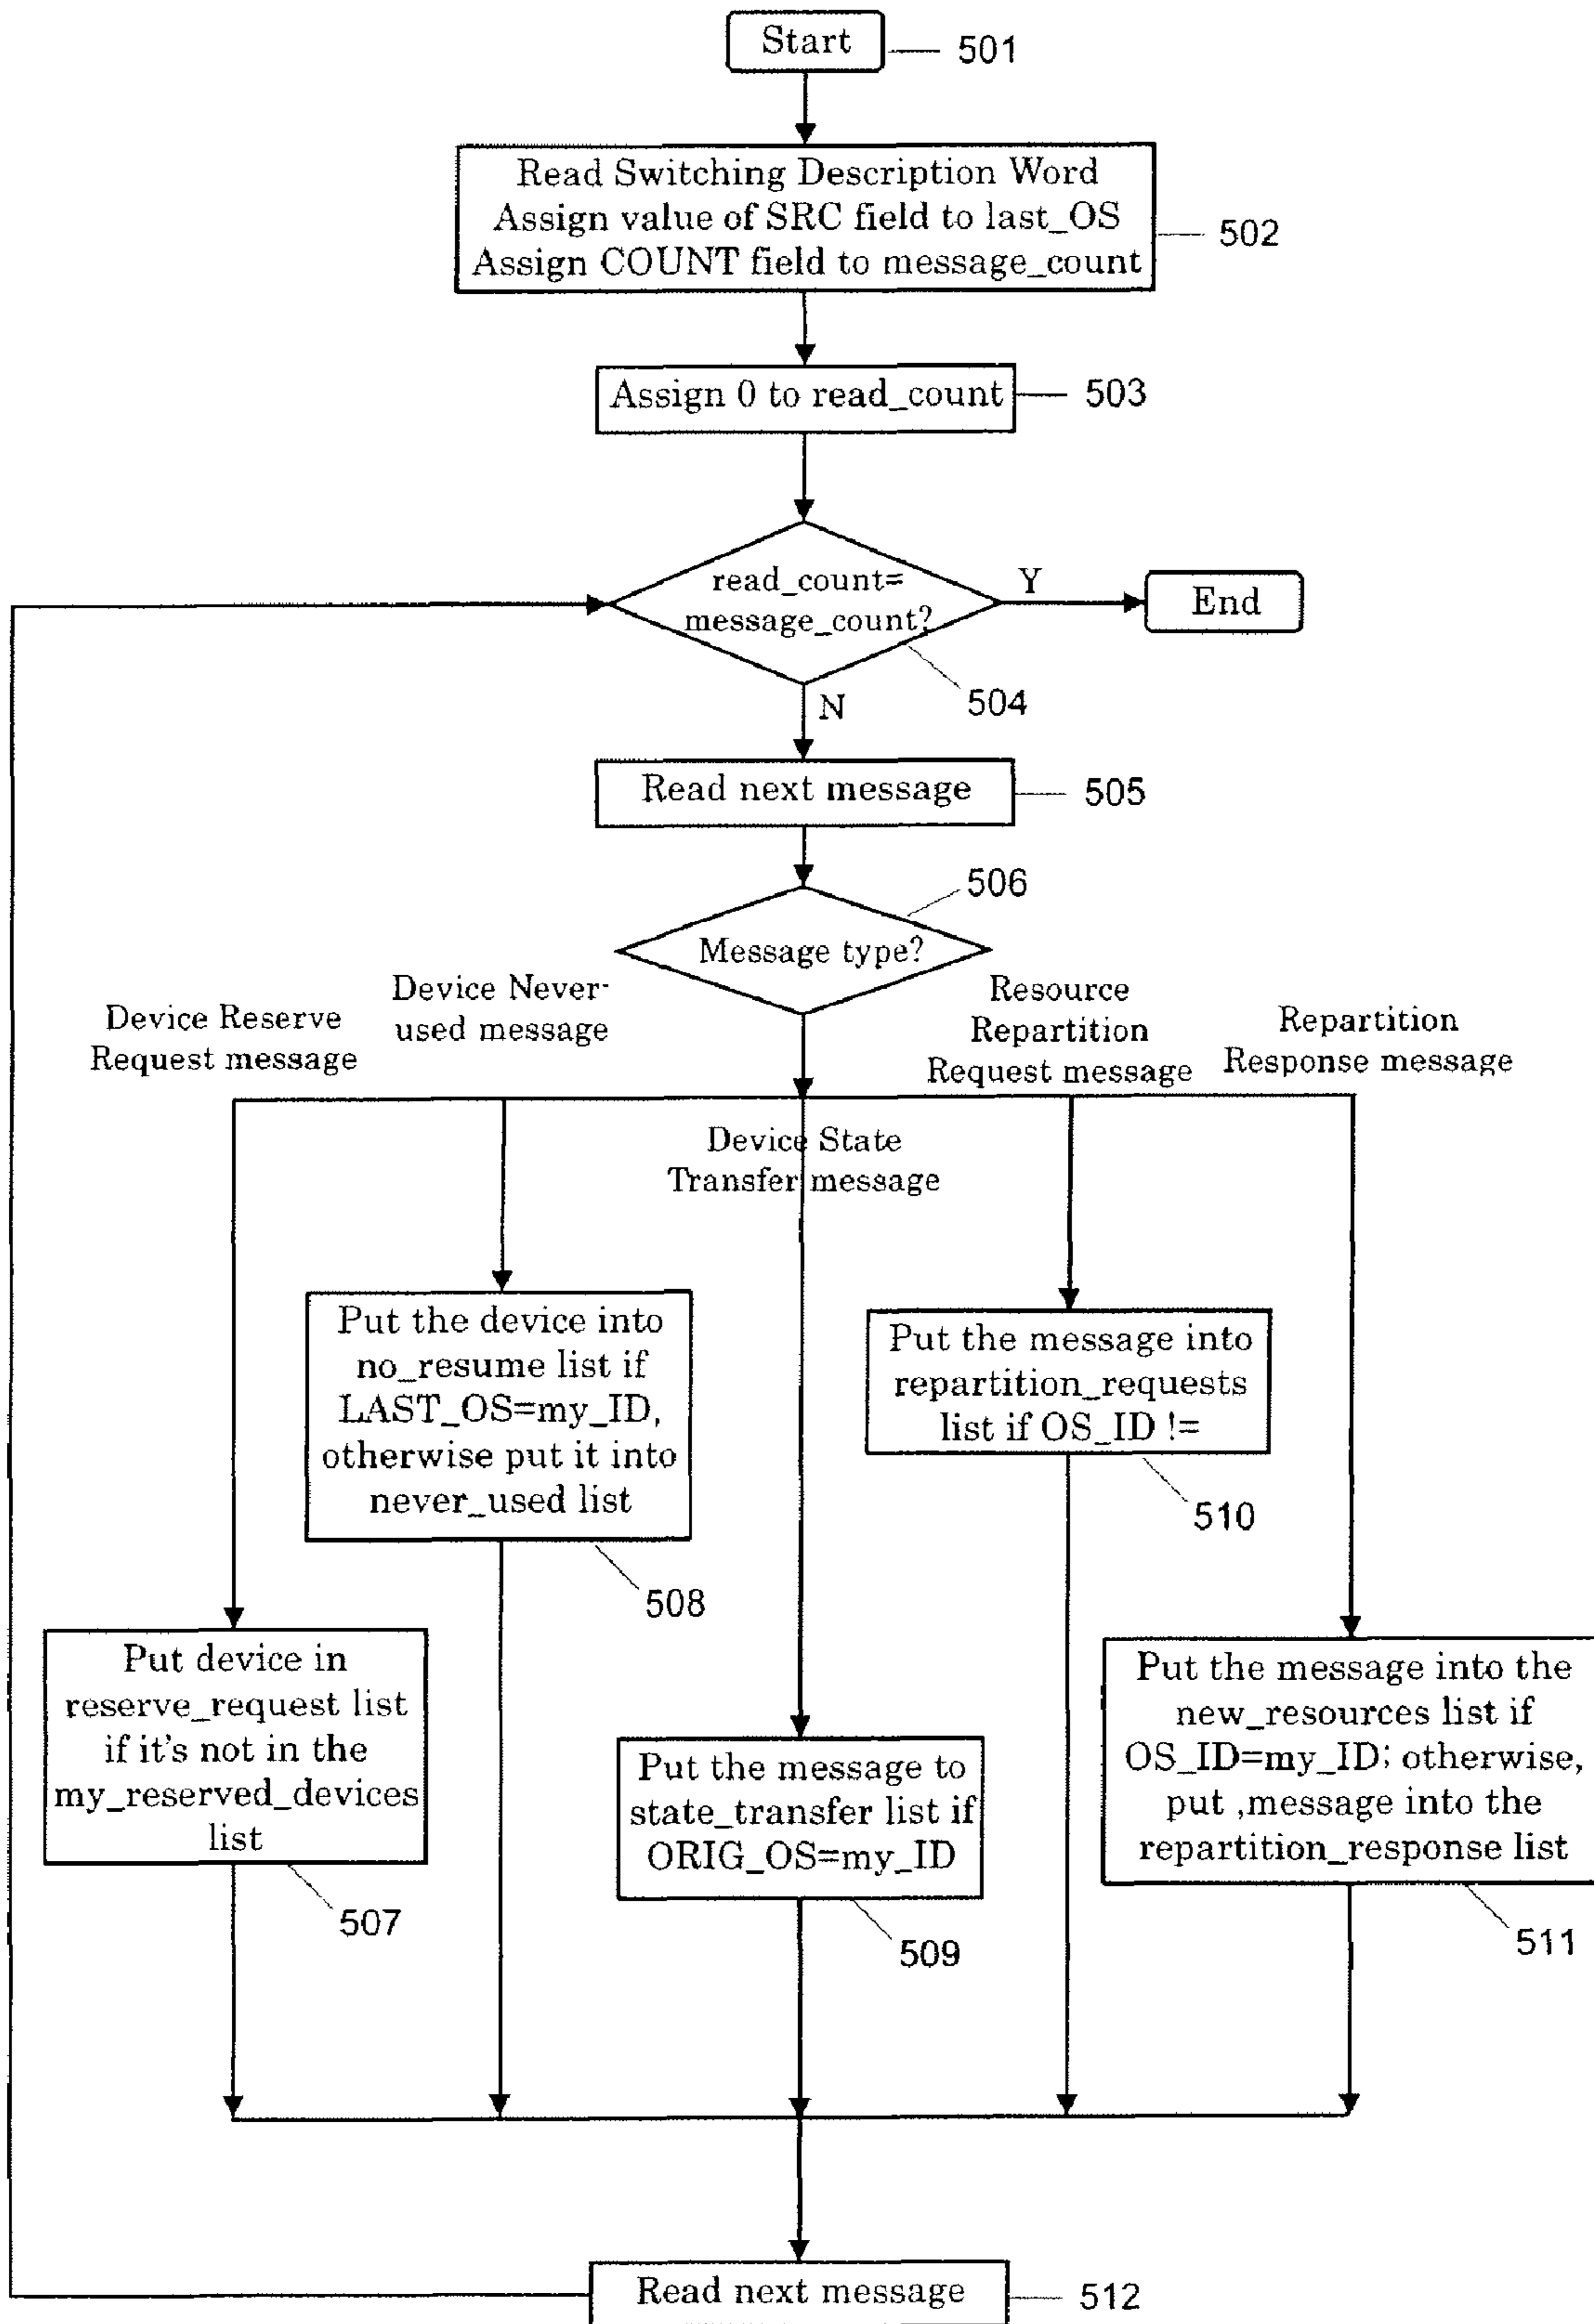 Start
501
Read Switching Description Word
Assign value of SRC field to last_OS
Assign COUNT field to message_count
502
Assign 0 to read_count
503
read_count=
message_count?
Y
End
504
N
Read next message
505
506
Message type?
Device Reserve
Request message
Device Never-
used message
Device State
Transfer message
Resource
Repartition
Request message
Repartition
Response message
Put the device into
no_resume list if
LAST_OS=my_ID,
otherwise put it into
never_used list
508
Put the message into
repartition_requests
list if OS_ID !=
510
Put device in
reserve_request list
if it's not in the
my_reserved_devices
list
507
Put the message to
state_transfer list if
ORIG_OS=my_ID
509
Put the message into the
new_resources list if
OS_ID=my_ID; otherwise,
put ,message into the
repartition_response list
511
Read next message
512